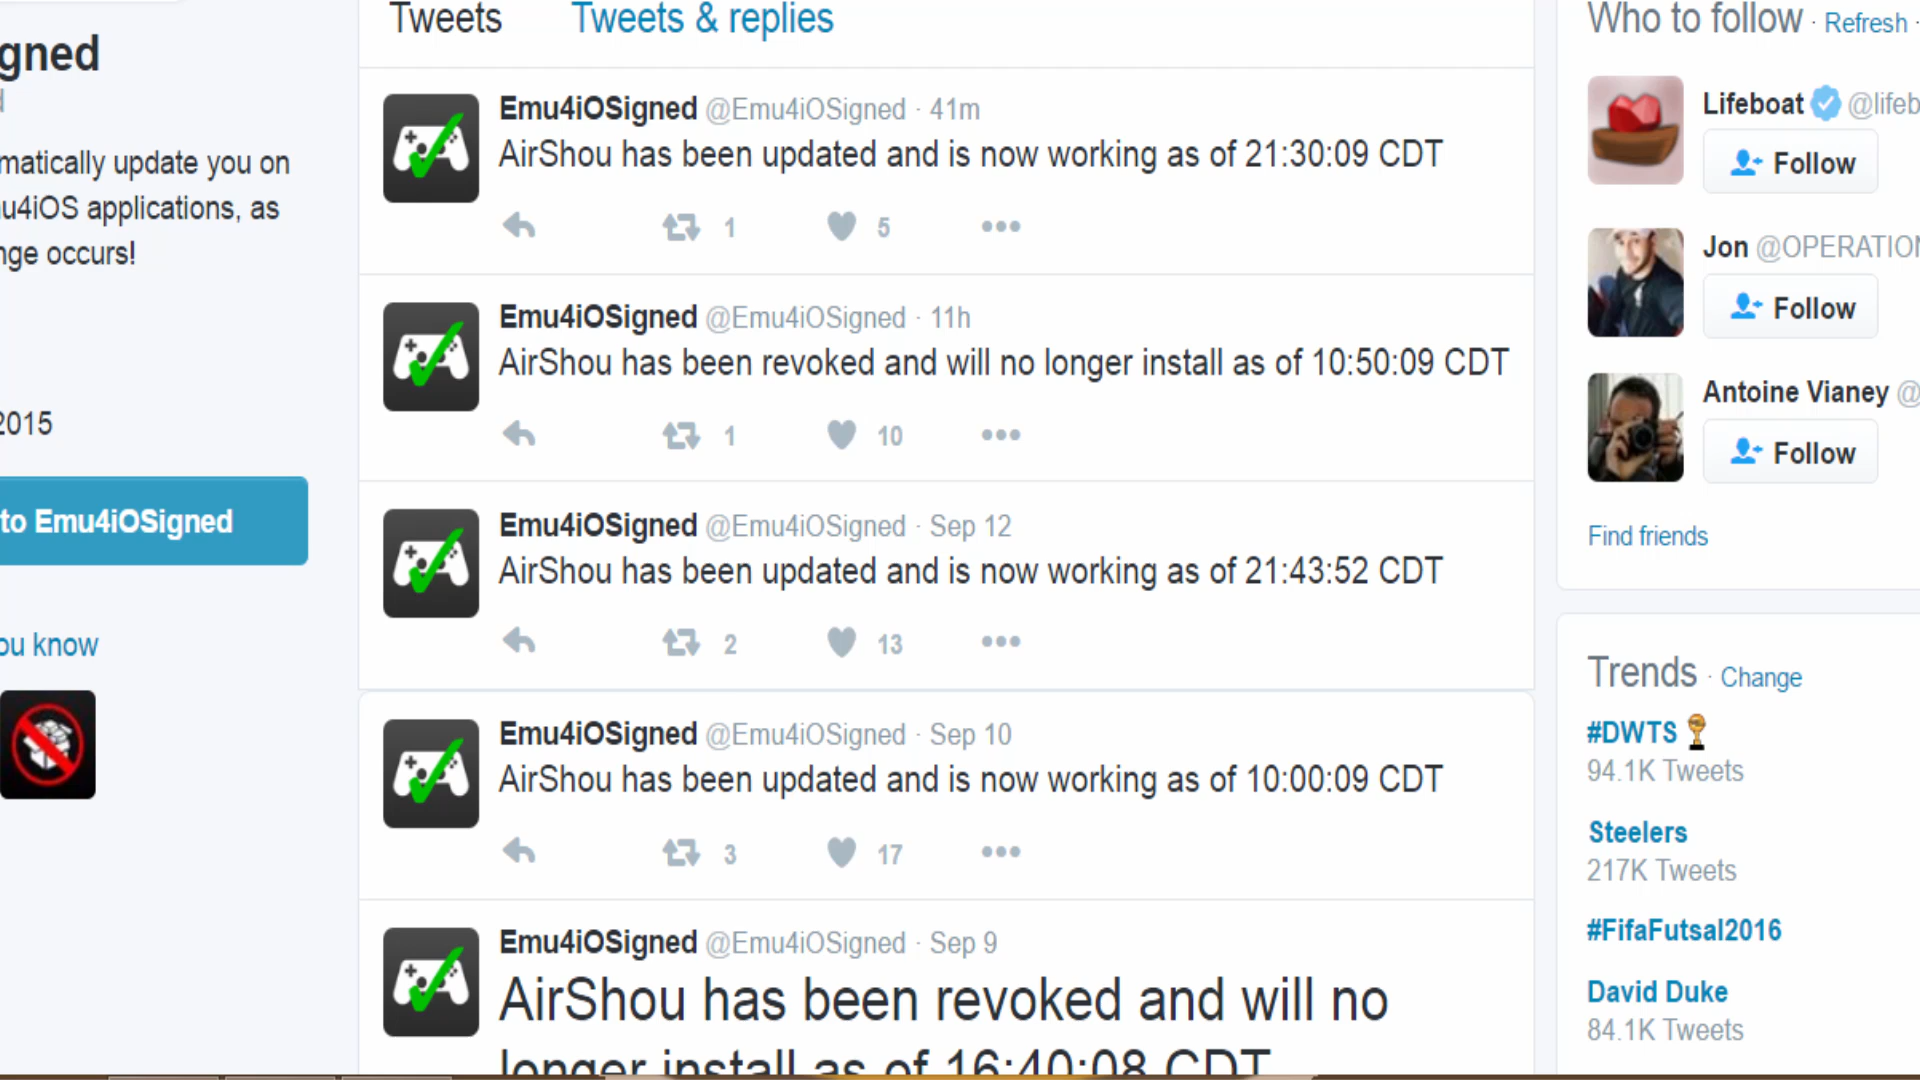 gned
matically update you on
u4iOS applications, as
nge occurs!
2015
to Emu4iOSigned
ou know
Tweets Tweets & replies
Emu4iOSigned @Emu4iOSigned · 41m
AirShou has been updated and is now working as of 21:30:09 CDT
1 5
Emu4iOSigned @Emu4iOSigned · 11h
AirShou has been revoked and will no longer install as of 10:50:09 CDT
1 10
Emu4iOSigned @Emu4iOSigned · Sep 12
AirShou has been updated and is now working as of 21:43:52 CDT
2 13
Emu4iOSigned @Emu4iOSigned · Sep 10
AirShou has been updated and is now working as of 10:00:09 CDT
3 17
Emu4iOSigned @Emu4iOSigned · Sep 9
AirShou has been revoked and will no
longer install as of 16:40:08 CDT
Who to follow · Refresh ·
Lifeboat @lifeb
Follow
Jon @OPERATION
Follow
Antoine Vianey @
Follow
Find friends
Trends · Change
#DWTS
94.1K Tweets
Steelers
217K Tweets
#FifaFutsal2016
David Duke
84.1K Tweets